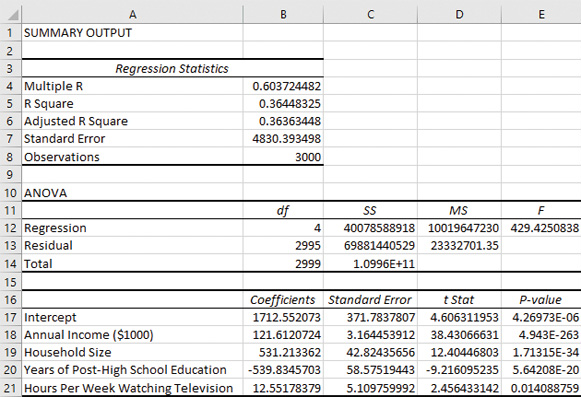 A B C D E
1 SUMMARY OUTPUT
2
3 Regression Statistics
4 Multiple R 0.603724482
5 R Square 0.36448325
6 Adjusted R Square 0.36363448
7 Standard Error 4830.393498
8 Observations 3000
9
10 ANOVA
11 df SS MS F
12 Regression 4 40078588918 10019647230 429.4250838
13 Residual 2995 69881440529 23332701.35
14 Total 2999 1.0996E+11
15
16 Coefficients Standard Error t Stat P-value
17 Intercept 1712.552073 371.7837807 4.606311953 4.26973E-06
18 Annual Income ($1000) 121.6120724 3.164453912 38.43066631 4.943E-263
19 Household Size 531.213362 42.82435656 12.40446803 1.71315E-34
20 Years of Post-High School Education -539.8345703 58.57519443 -9.216095235 5.64208E-20
21 Hours Per Week Watching Television 12.55178379 5.109759992 2.456433142 0.014088759